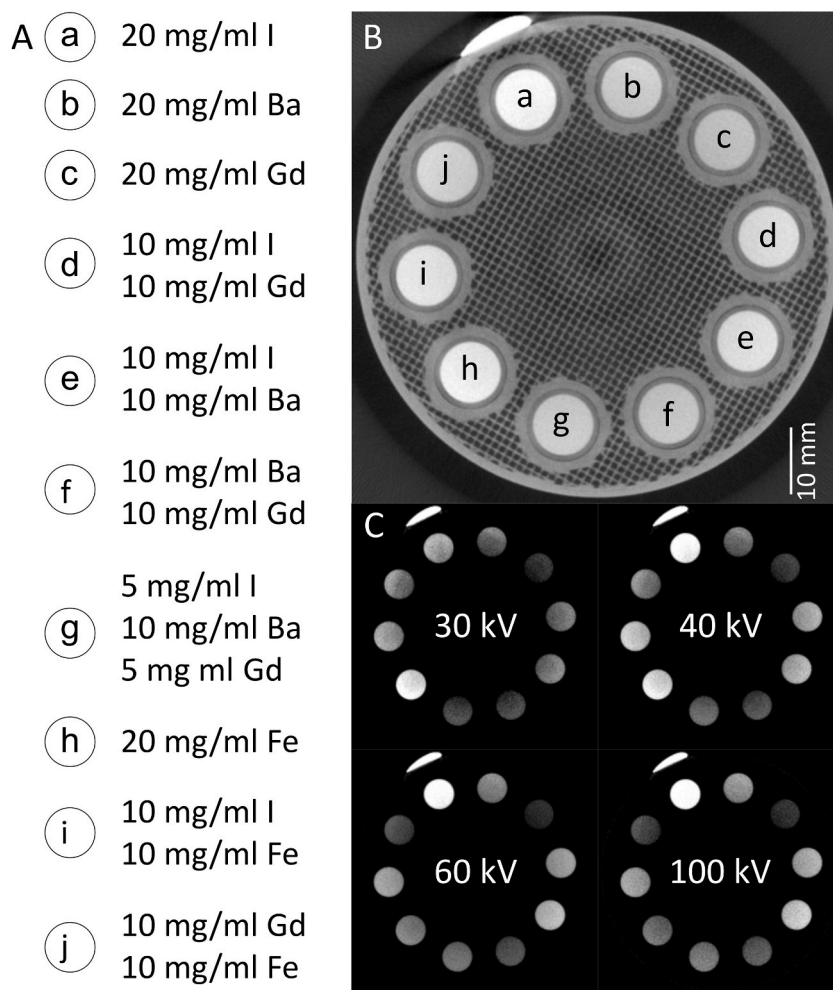 A
a 20 mg/ml I
b 20 mg/ml Ba
c 20 mg/ml Gd
d 10 mg/ml I
10 mg/ml Gd
e 10 mg/ml I
10 mg/ml Ba
f 10 mg/ml Ba
10 mg/ml Gd
g 5 mg/ml I
10 mg/ml Ba
5 mg ml Gd
h 20 mg/ml Fe
i 10 mg/ml I
10 mg/ml Fe
j 10 mg/ml Gd
10 mg/ml Fe
B
a
b
c
d
e
f
g
h
i
j
10 mm
C
30 kV
40 kV
60 kV
100 kV